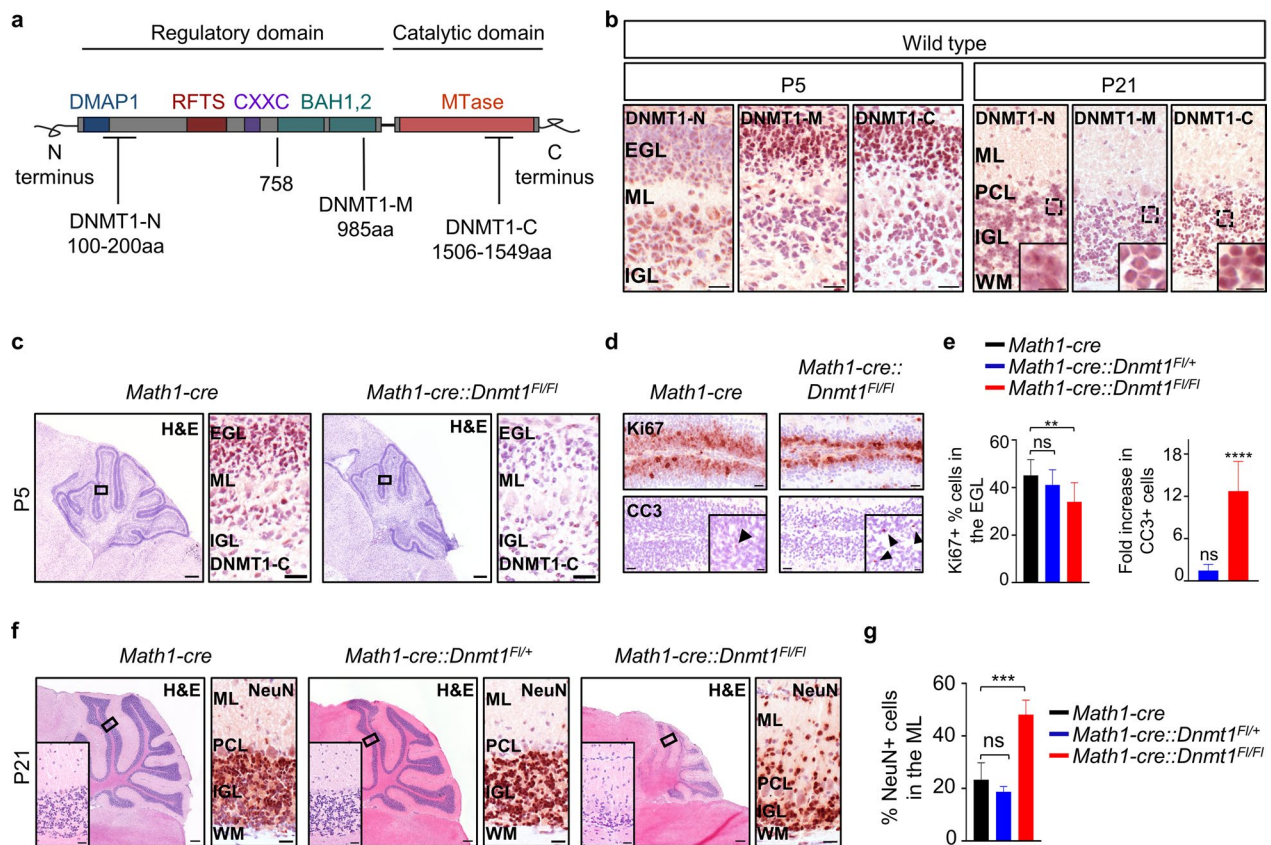 a
Regulatory domain Catalytic domain
DMAP1 RFTS CXXC BAH1,2 MTase
N
terminus
C
terminus
758
DNMT1-N
100-200aa
DNMT1-M
985aa
DNMT1-C
1506-1549aa
b
Wild type
P5 P21
DNMT1-N DNMT1-M DNMT1-C DNMT1-N DNMT1-M DNMT1-C
EGL
ML
IGL
ML
PCL
IGL
WM
c
Math1-cre Math1-cre::Dnmt1Fl/Fl
P5
H&E
EGL
ML
IGL
DNMT1-C
H&E
EGL
ML
IGL
DNMT1-C
d
Math1-cre
Math1-cre::
Dnmt1Fl/Fl
Ki67
CC3
e
Math1-cre
Math1-cre::Dnmt1Fl/+
Math1-cre::Dnmt1Fl/Fl
Ki67+ % cells in
the EGL
60
40
20
0
**
ns
Fold increase in
CC3+ cells
18
12
6
0
ns
****
f
Math1-cre Math1-cre::Dnmt1Fl/+ Math1-cre::Dnmt1Fl/Fl
P21
H&E
NeuN
ML
PCL
IGL
WM
H&E
NeuN
ML
PCL
IGL
WM
H&E
NeuN
ML
PCL
IGL
WM
g
% NeuN+ cells
in the ML
60
40
20
0
***
ns
Math1-cre
Math1-cre::Dnmt1Fl/+
Math1-cre::Dnmt1Fl/Fl